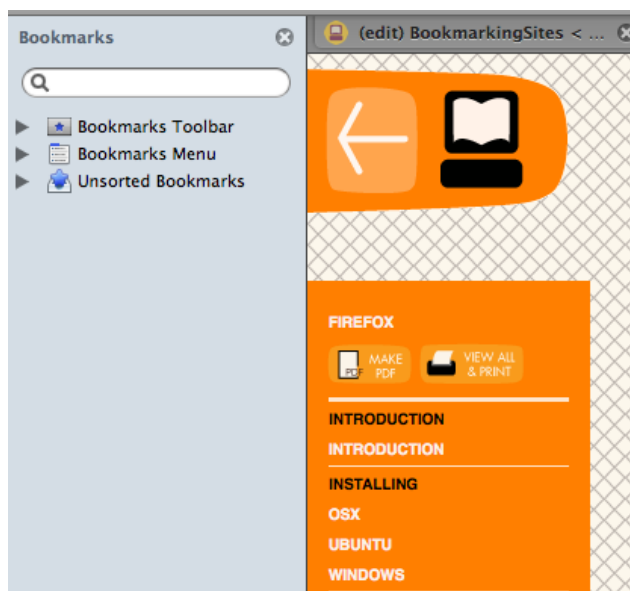 Bookmarks
(edit) BookmarkingSites < ...
Bookmarks Toolbar
Bookmarks Menu
Unsorted Bookmarks
FIREFOX
PDF
MAKE
PDF
VIEW ALL
& PRINT
INTRODUCTION
INTRODUCTION
INSTALLING
OSX
UBUNTU
WINDOWS